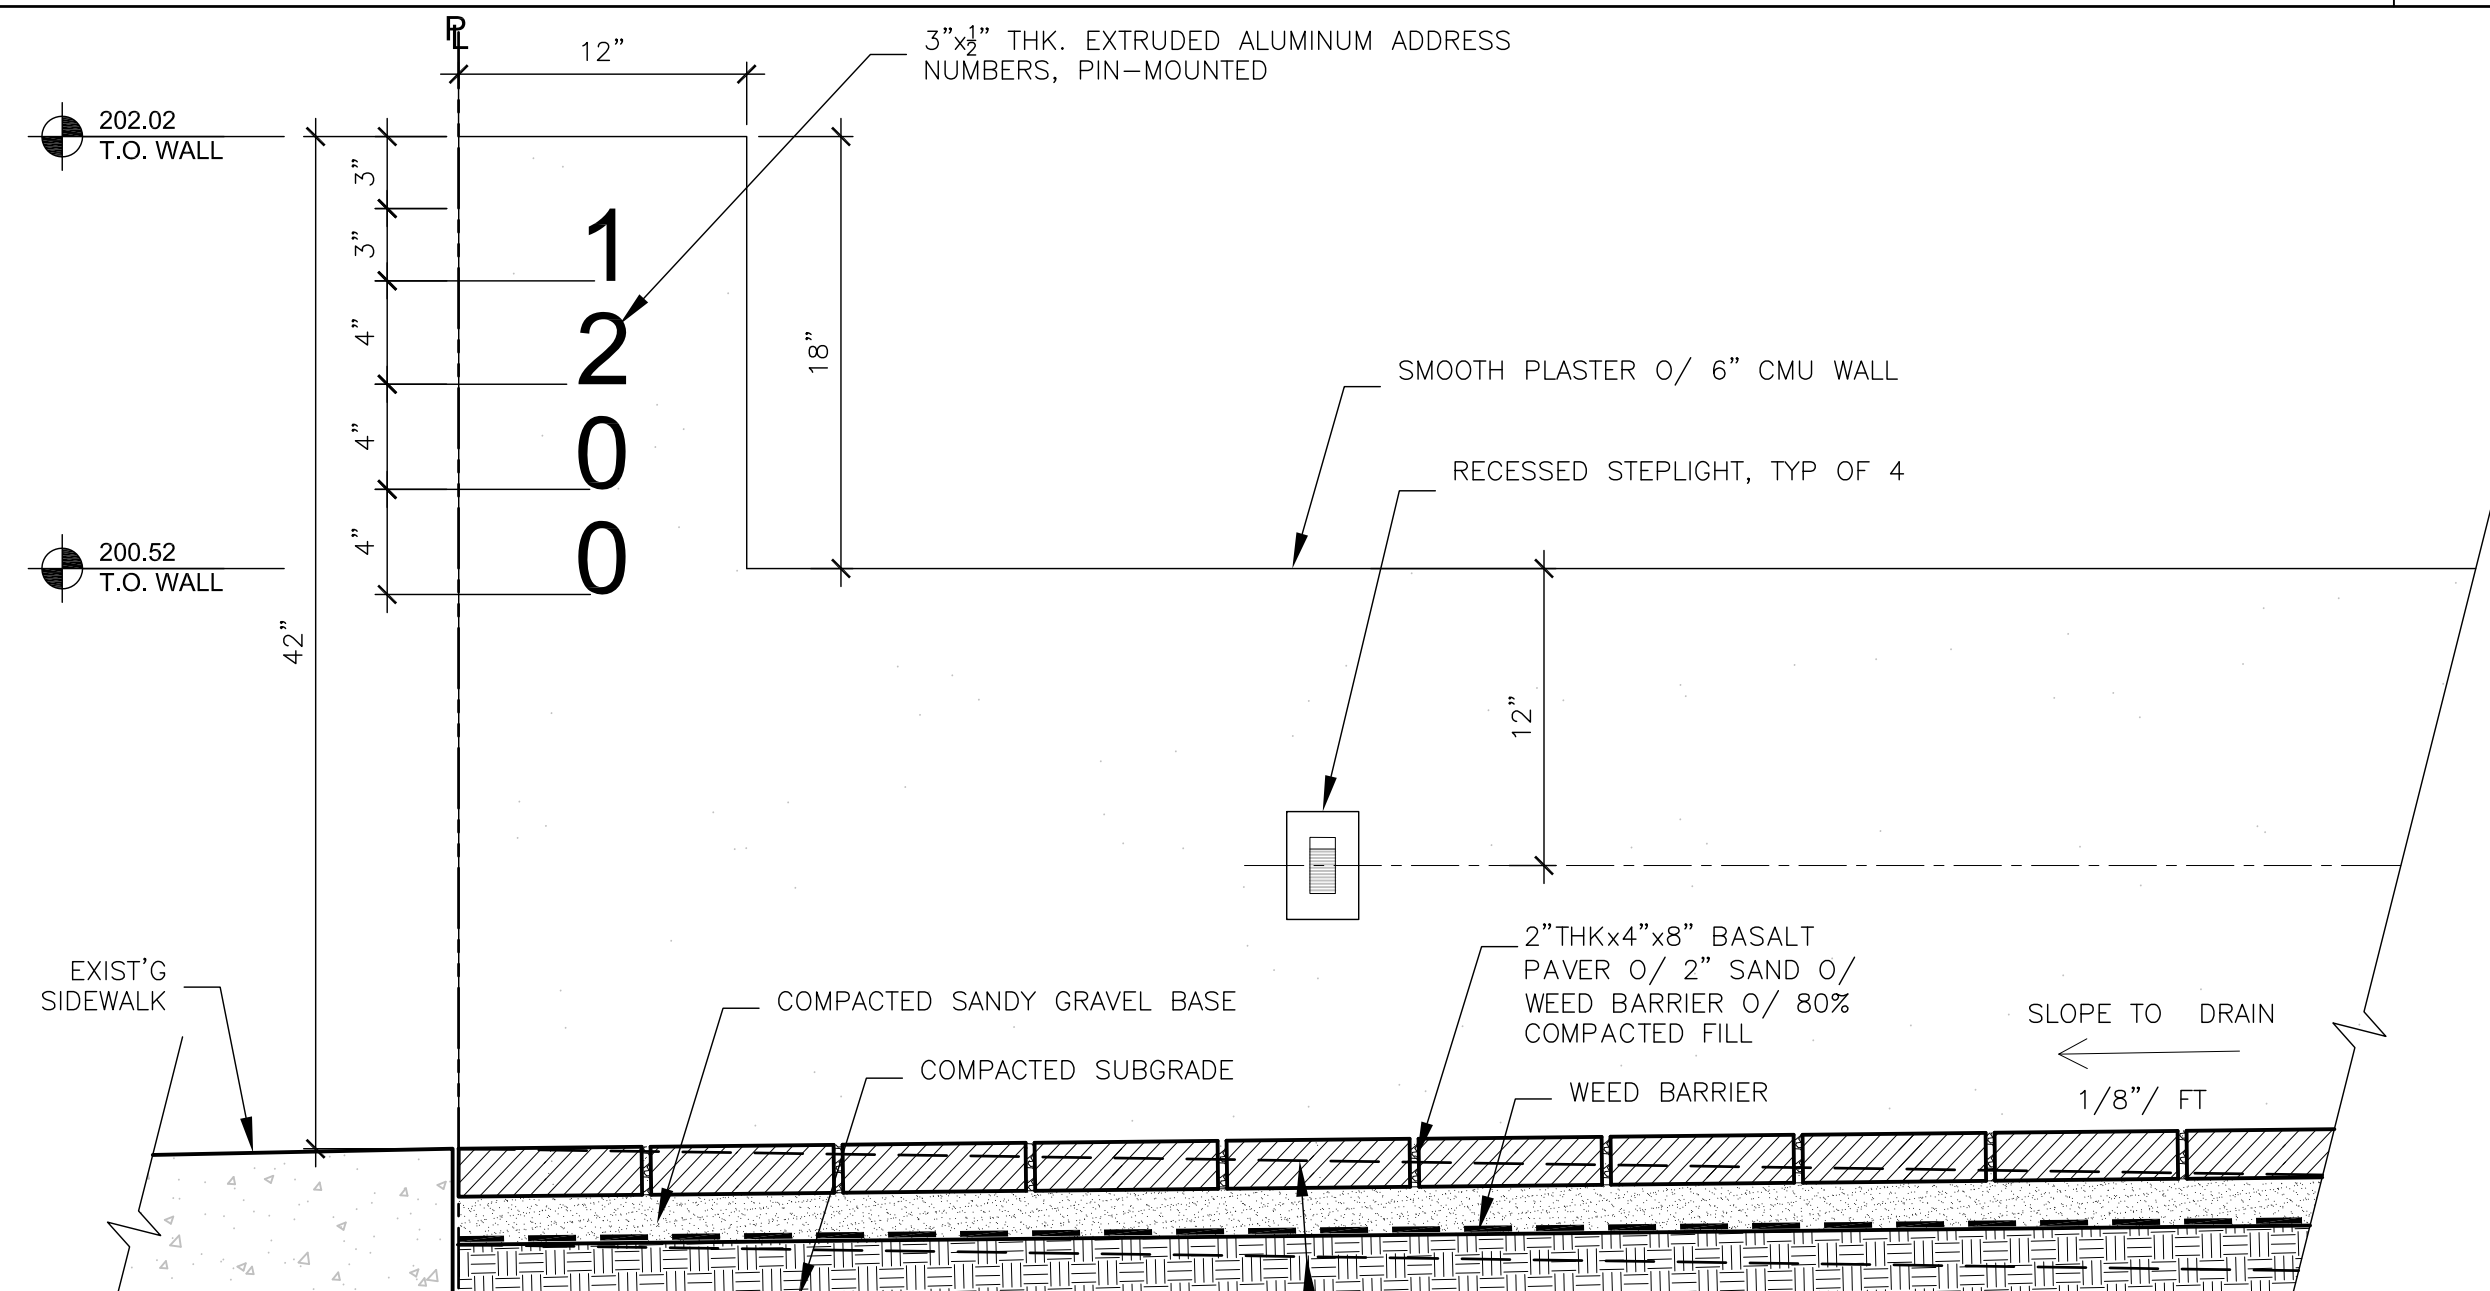 ℄
12"
3"x½" THK. EXTRUDED ALUMINUM ADDRESS
NUMBERS, PIN-MOUNTED
202.02
T.O. WALL
3"
3"
4"
4"
4"
42"
18"
1
2
0
0
200.52
T.O. WALL
SMOOTH PLASTER O/ 6" CMU WALL
RECESSED STEPLIGHT, TYP OF 4
12"
EXIST'G
SIDEWALK
COMPACTED SANDY GRAVEL BASE
COMPACTED SUBGRADE
2"THKx4"x8" BASALT
PAVER O/ 2" SAND O/
WEED BARRIER O/ 80%
COMPACTED FILL
WEED BARRIER
SLOPE TO DRAIN
1/8"/ FT